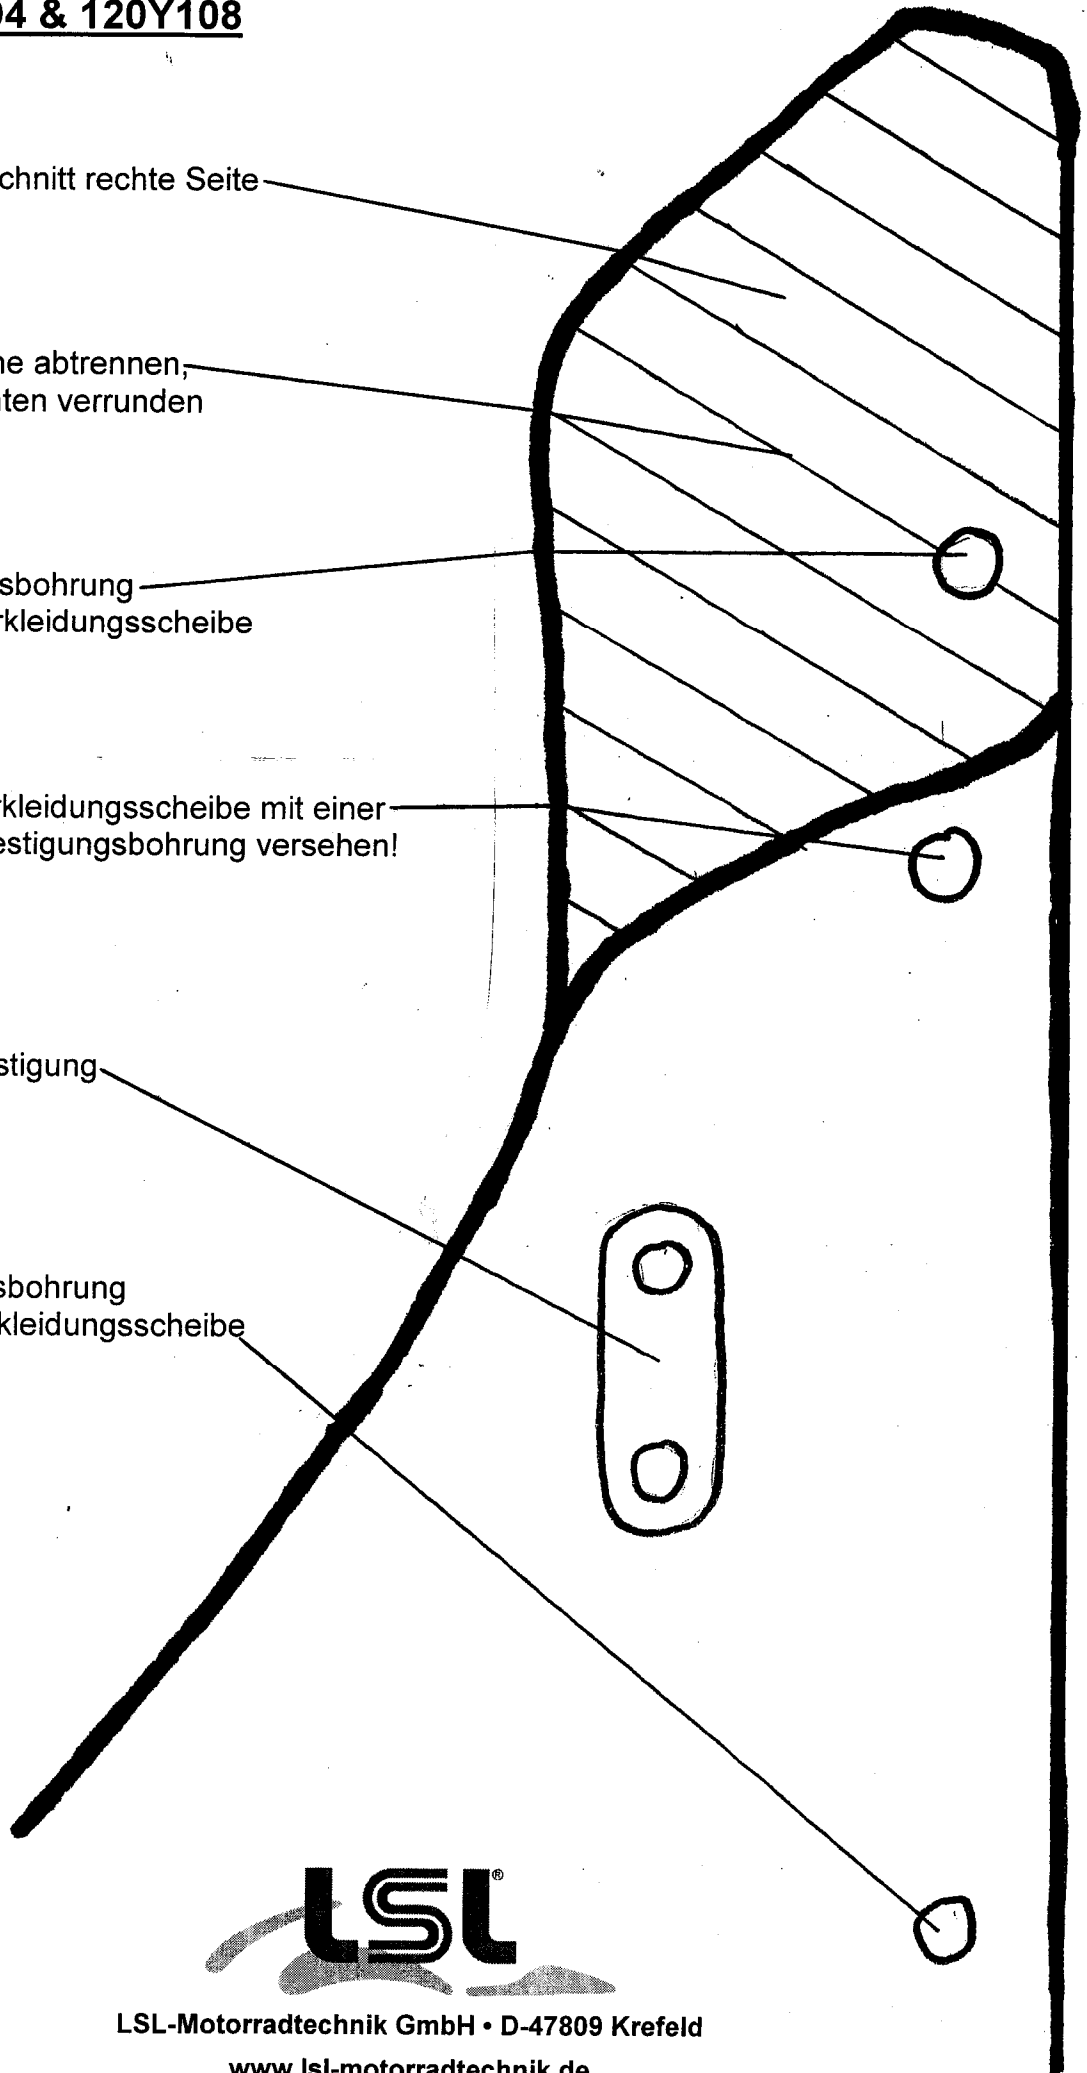 04 & 120Y108
chnitt rechte Seite
ne abtrennen,
nten verrunden
sbohrung
rkleidungsscheibe
rkleidungsscheibe mit einer
estigungsbohrung versehen!
stigung
sbohrung
kleidungsscheibe
LSL®
LSL-Motorradtechnik GmbH • D-47809 Krefeld
www.lsl-motorradtechnik.de